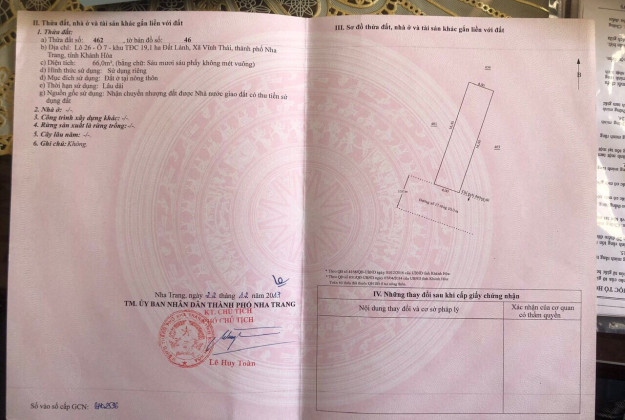 II. Thửa đất, nhà ở và tài sản khác gắn liền với đất
1. Thửa đất:
a) Thửa đất số: 462 , tờ bản đồ số: 46
b) Địa chỉ: Lô 26 - Ô 7 - khu TĐC 19,1 ha Đất Lành, Xã Vĩnh Thái, thành phố Nha
Trang, tỉnh Khánh Hòa
c) Diện tích: 66,0m², (bằng chữ: Sáu mươi sáu phẩy không mét vuông)
d) Hình thức sử dụng: Sử dụng riêng
đ) Mục đích sử dụng: Đất ở tại nông thôn
e) Thời hạn sử dụng: Lâu dài
g) Nguồn gốc sử dụng: Nhận chuyển nhượng đất được Nhà nước giao đất có thu tiền sử
dụng đất
2. Nhà ở: -/-
3. Công trình xây dựng khác: -/-
4. Rừng sản xuất là rừng trồng: -/-
5. Cây lâu năm: -/-
6. Ghi chú: Không.
Nha Trang, ngày 22 tháng 12 năm
TM. ỦY BAN NHÂN DÂN THÀNH PHỐ NHA TRANG
KT. CHỦ TỊCH
PHÓ CHỦ TỊCH
Lê Huy Toàn
Số vào sổ cấp GCN:
III. Sơ đồ thửa đất, nhà ở và tài sản khác gắn liền với đất
B
IV. Những thay đổi sau khi cấp giấy chứng nhận
Nội dung thay đổi và cơ sở pháp lý
Xác nhận của cơ quan
có thẩm quyền